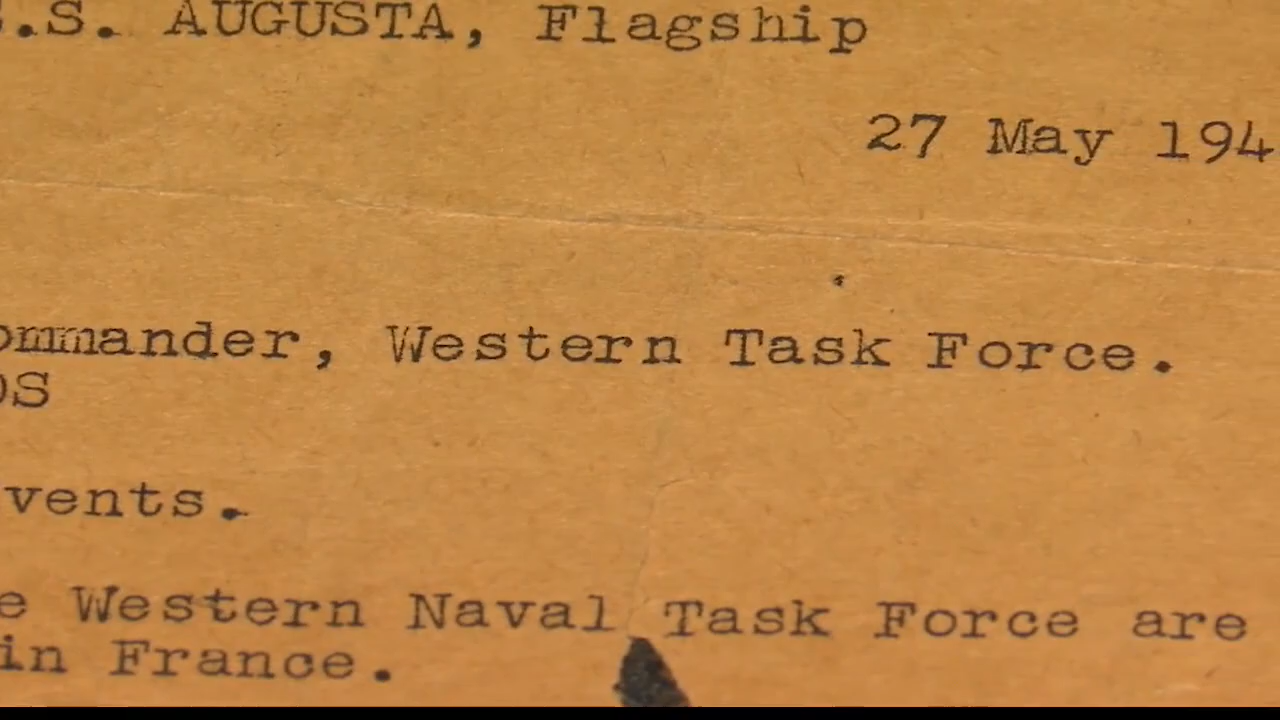 .S. AUGUSTA, Flagship
27 May 194
ommander, Western Task Force.
OS
vents.
e Western Naval Task Force are
in France.